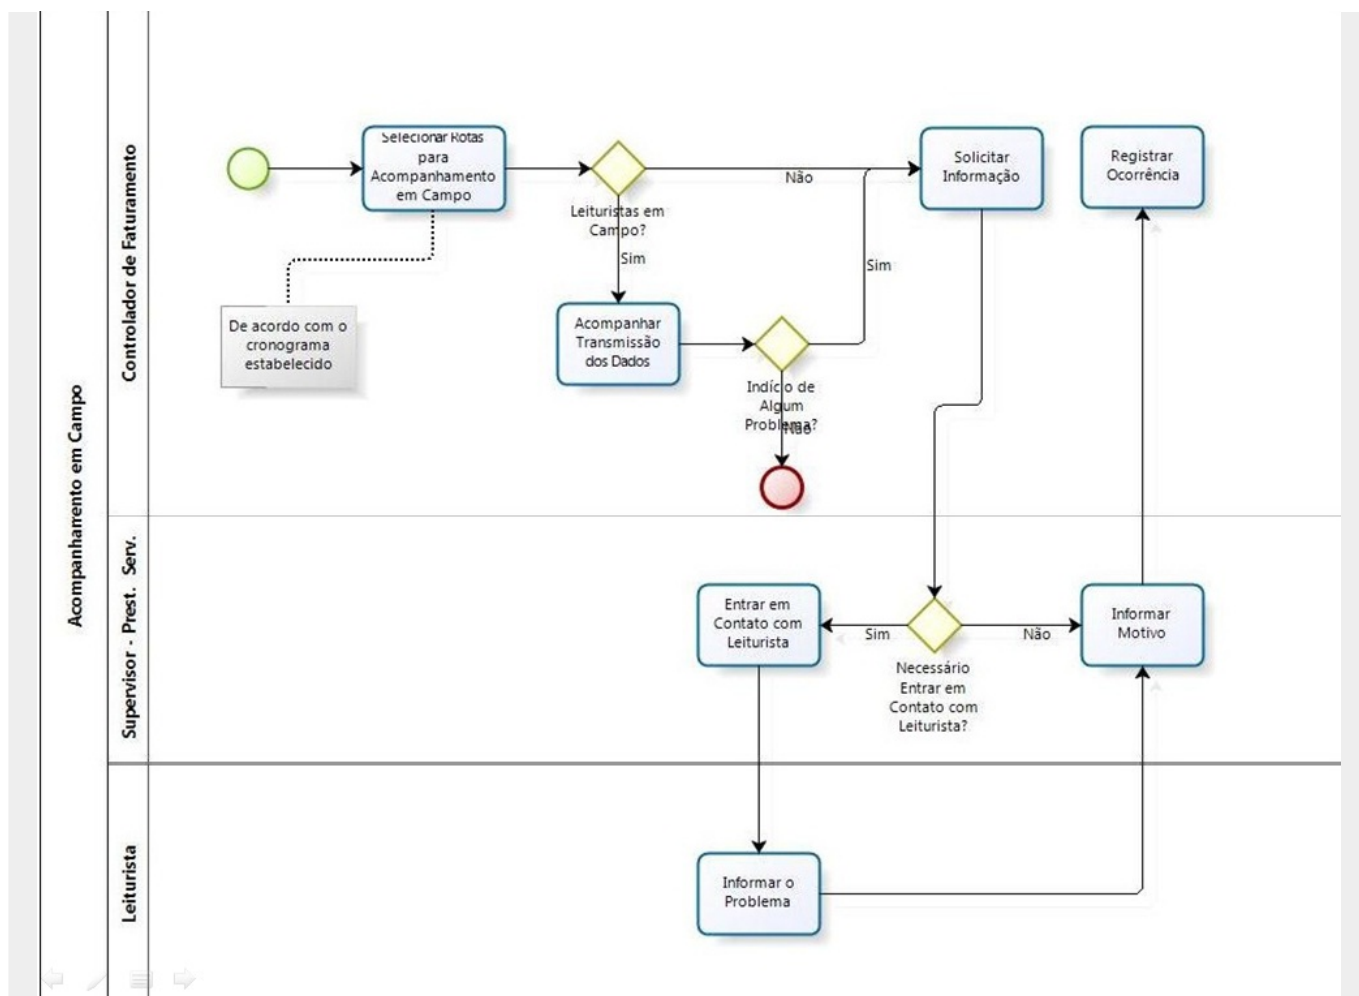 Acompanhamento em Campo
Controlador de Faturamento
Selecionar Rotas
para
Acompanhamento
em Campo
De acordo com o
cronograma
estabelecido
Leituristas em
Campo?
Não
Sim
Acompanhar
Transmissão
dos Dados
Indício de
Algum
Problema?
Não
Sim
Solicitar
Informação
Registrar
Ocorrência
Supervisor - Prest. Serv.
Entrar em
Contato com
Leiturista
Sim
Necessário
Entrar em
Contato com
Leiturista?
Não
Informar
Motivo
Leiturista
Informar o
Problema